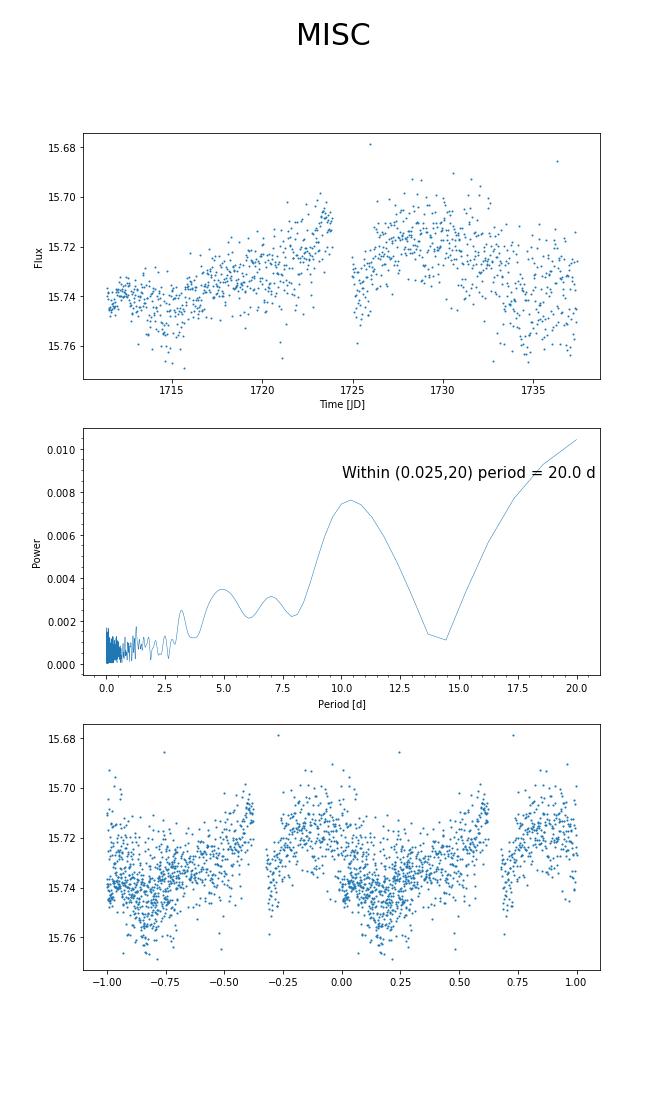 MISC
15.68
15.70
15.72
15.74
15.76
Flux
1715 1720 1725 1730 1735
Time [JD]
0.010
0.008
0.006
0.004
0.002
0.000
Power
Within (0.025,20) period = 20.0 d
0.0 2.5 5.0 7.5 10.0 12.5 15.0 17.5 20.0
Period [d]
15.68
15.70
15.72
15.74
15.76
−1.00 −0.75 −0.50 −0.25 0.00 0.25 0.50 0.75 1.00